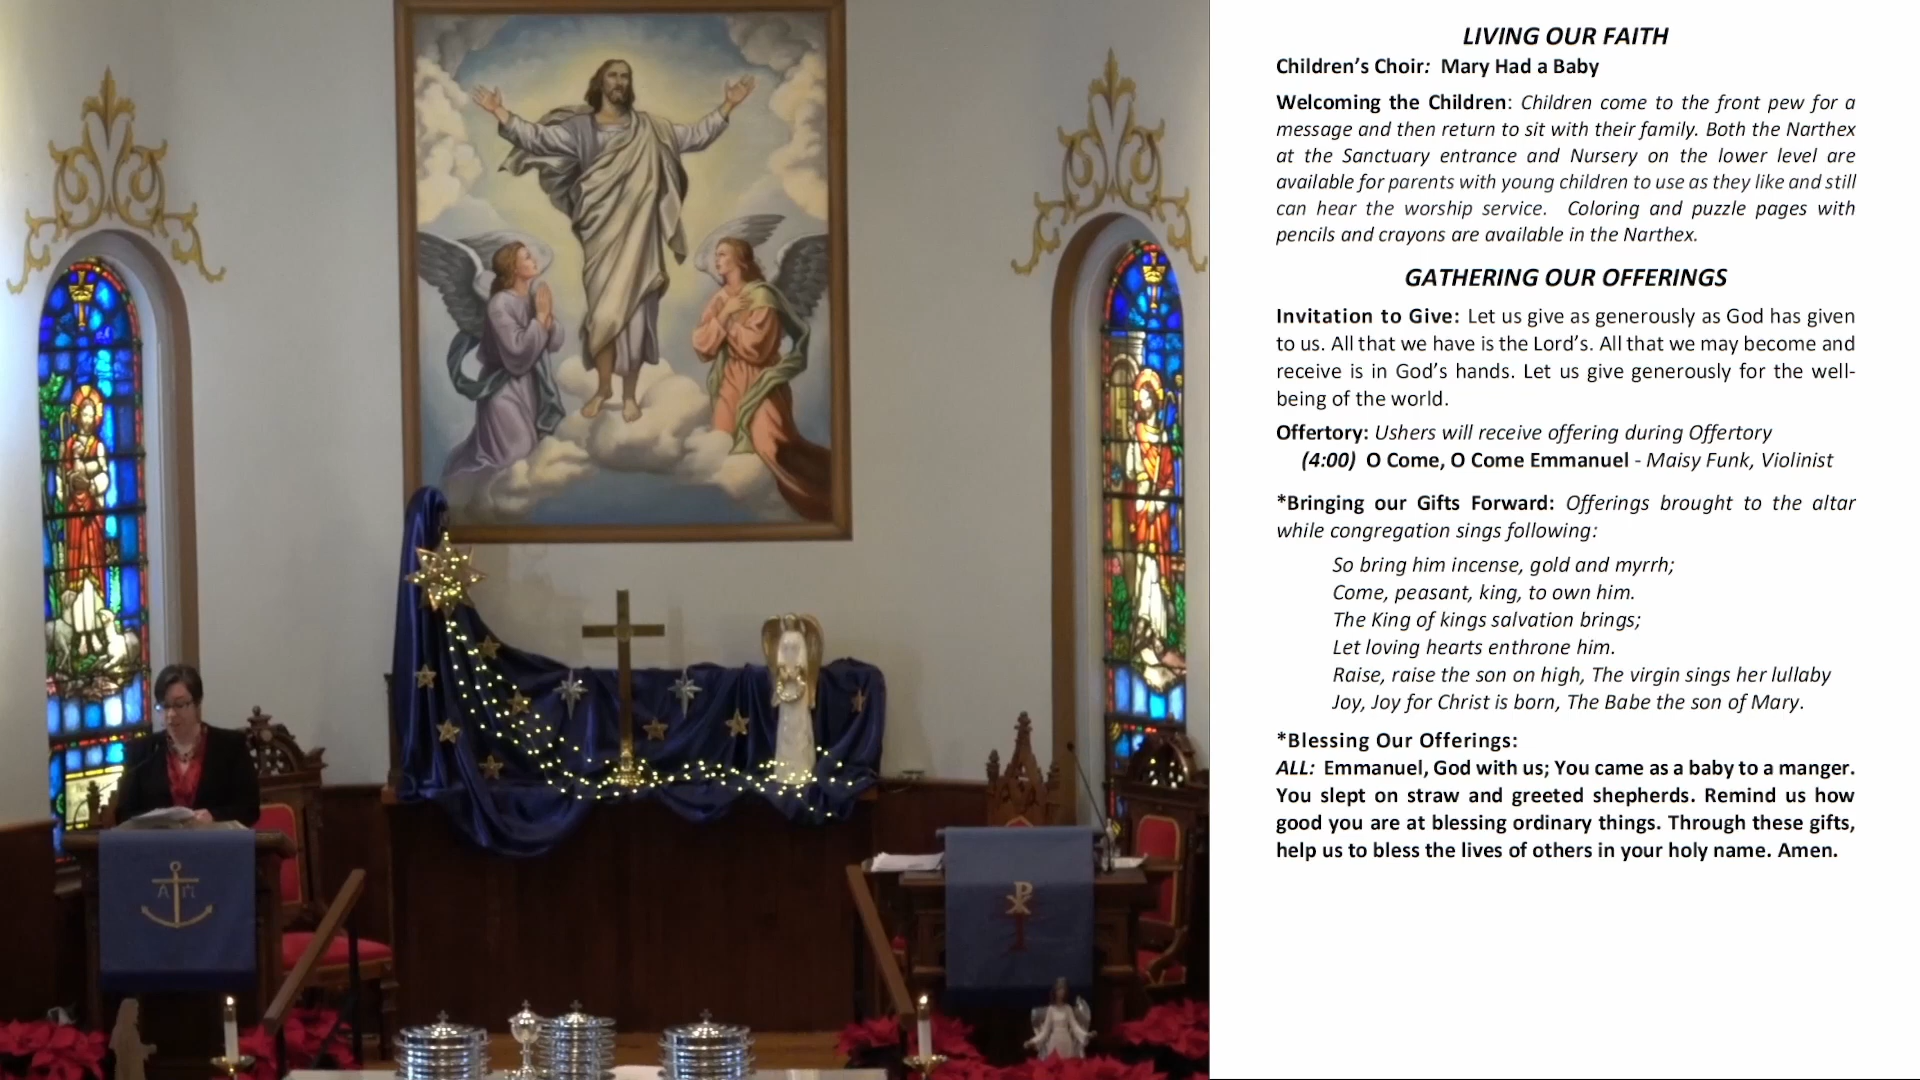 LIVING OUR FAITH
Children's Choir: Mary Had a Baby
Welcoming the Children: Children come to the front pew for a
message and then return to sit with their family. Both the Narthex
at the Sanctuary entrance and Nursery on the lower level are
available for parents with young children to use as they like and still
can hear the worship service. Coloring and puzzle pages with
pencils and crayons are available in the Narthex.
GATHERING OUR OFFERINGS
Invitation to Give: Let us give as generously as God has given
to us. All that we have is the Lord's. All that we may become and
receive is in God's hands. Let us give generously for the well-
being of the world.
Offertory: Ushers will receive offering during Offertory
(4:00) O Come, O Come Emmanuel - Maisy Funk, Violinist
*Bringing our Gifts Forward: Offerings brought to the altar
while congregation sings following:
So bring him incense, gold and myrrh;
Come, peasant, king, to own him.
The King of kings salvation brings;
Let loving hearts enthrone him.
Raise, raise the son on high, The virgin sings her lullaby
Joy, Joy for Christ is born, The Babe the son of Mary.
*Blessing Our Offerings:
ALL: Emmanuel, God with us; You came as a baby to a manger.
You slept on straw and greeted shepherds. Remind us how
good you are at blessing ordinary things. Through these gifts,
help us to bless the lives of others in your holy name. Amen.